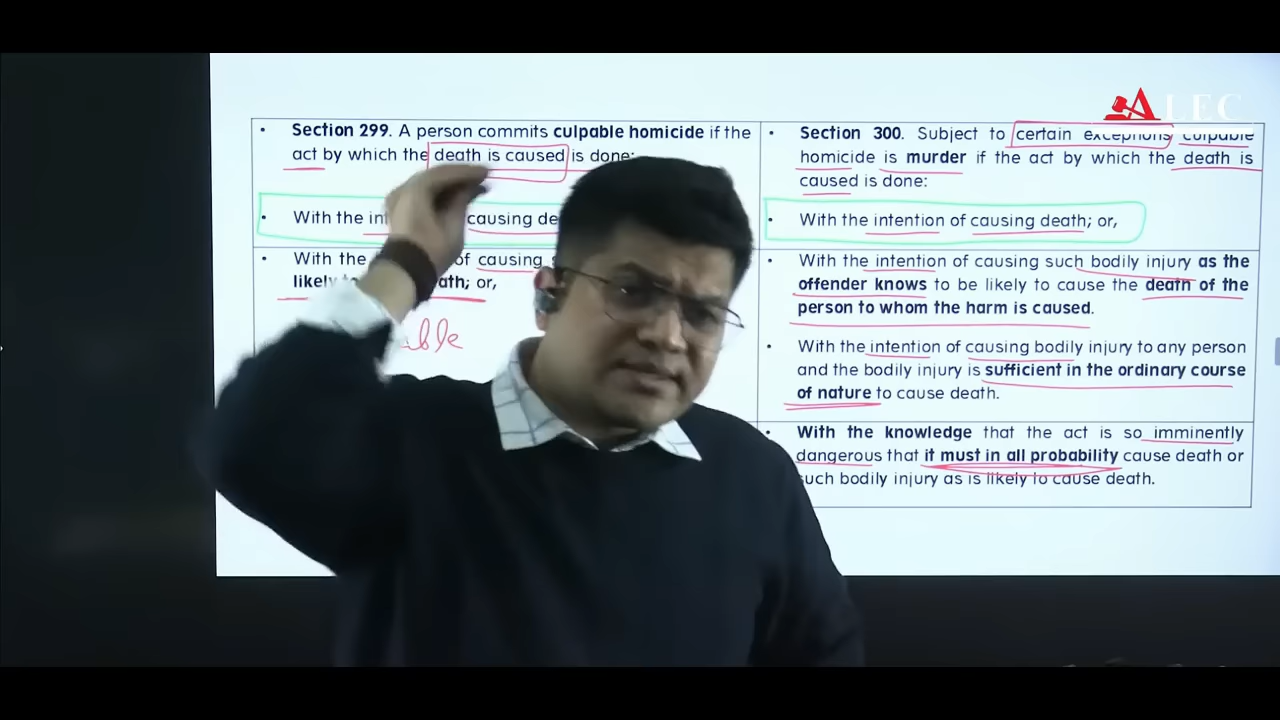 ALEC
• Section 299. A person commits culpable homicide if the
act by which the death is caused is done:
• With the causing
• With the of causing
likely ath; or,
• Section 300. Subject to certain exceptions culpable
homicide is murder if the act by which the death is
caused is done:
• With the intention of causing death; or,
• With the intention of causing such bodily injury as the
offender knows to be likely to cause the death of the
person to whom the harm is caused.
• With the intention of causing bodily injury to any person
and the bodily injury is sufficient in the ordinary course
of nature to cause death.
• With the knowledge that the act is so imminently
dangerous that it must in all probability cause death or
such bodily injury as is likely to cause death.